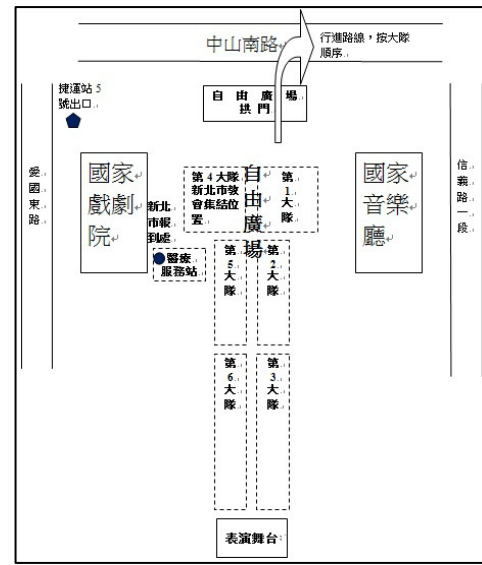 中山南路
行進路線，按大隊
順序
捷運站 5
號出口
自由廣場
拱門
愛國東路
國家
戲劇
院
新北
市報
到處
醫療
服務站
第4大隊
新北市教
會集結位
置
自由廣場
第1大隊
國家
音樂
廳
信義路一段
第5大隊
第2大隊
第6大隊
第3大隊
表演舞台